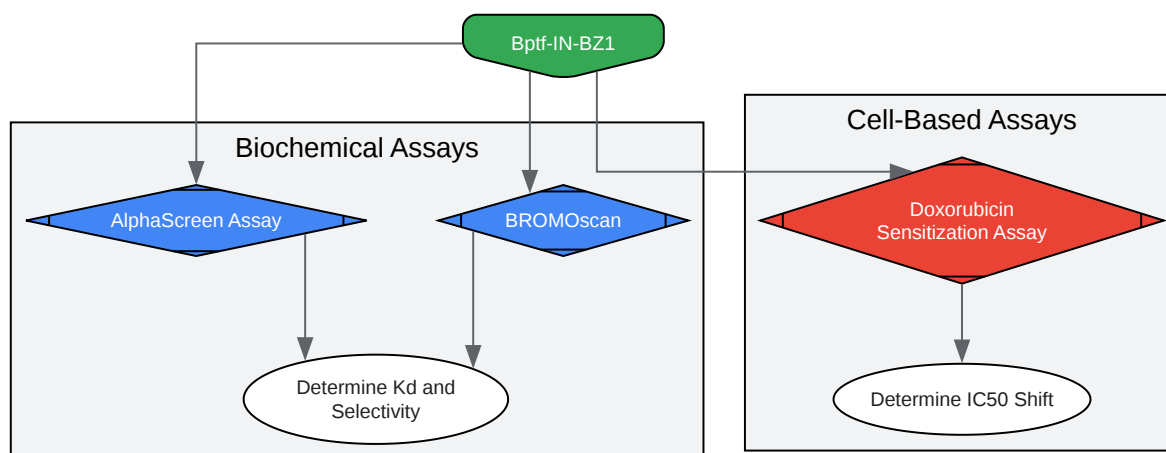 Bptf-IN-BZ1
Cell-Based Assays
Biochemical Assays
AlphaScreen Assay
BROMOscan
Doxorubicin
Sensitization Assay
Determine Kd and
Selectivity
Determine IC50 Shift